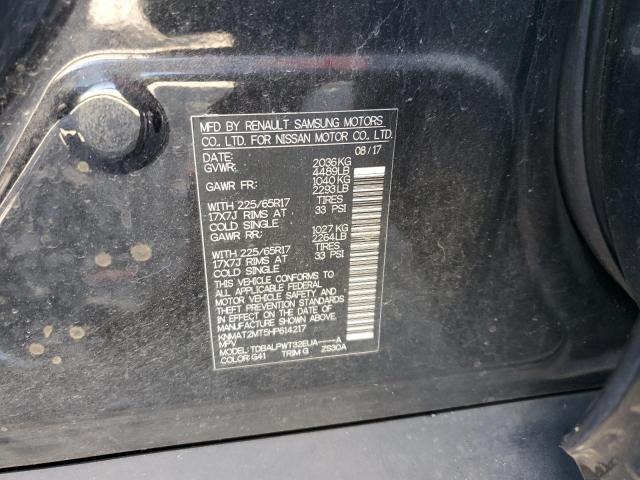 MFD BY RENAULT SAMSUNG MOTORS
CO., LTD. FOR NISSAN MOTOR CO., LTD.
DATE: 08/17
GVWR: 2036KG
4489LB
GAWR FR: 1040KG
2293LB
WITH 225/65R17 TIRES
17X7J RIMS AT 33 PSI
COLD SINGLE
GAWR RR: 1027KG
2264LB
WITH 225/65R17 TIRES
17X7J RIMS AT 33 PSI
COLD SINGLE
THIS VEHICLE CONFORMS TO
ALL APPLICABLE FEDERAL
MOTOR VEHICLE SAFETY AND
THEFT PREVENTION STANDARDS
IN EFFECT ON THE DATE OF
MANUFACTURE SHOWN ABOVE.
KNMAT2MT5HP614217
MPV
MODEL: TDBALPWT32EUA-----A
COLOR: G41 TRIM G ZS30A